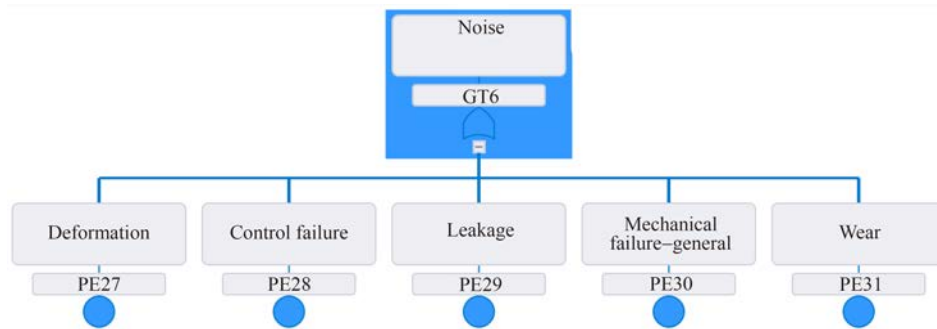 Noise
GT6
Deformation
Control failure
Leakage
Mechanical
failure–general
Wear
PE27
PE28
PE29
PE30
PE31